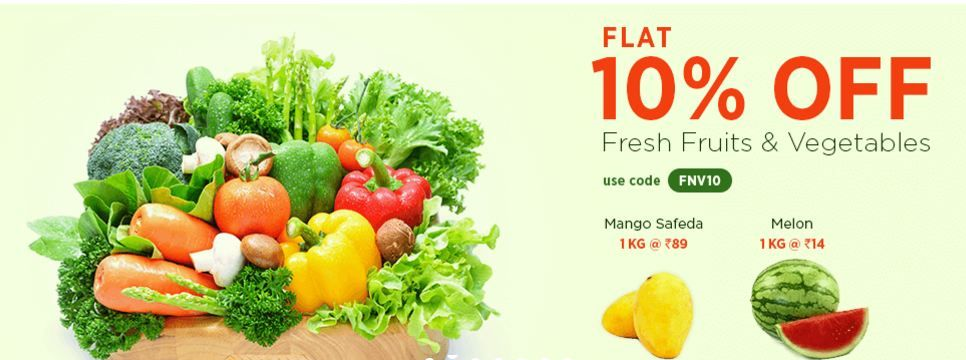 FLAT
10% OFF
Fresh Fruits & Vegetables
use code FNV10
Mango Safeda
1 KG @ ₹89
Melon
1 KG @ ₹14